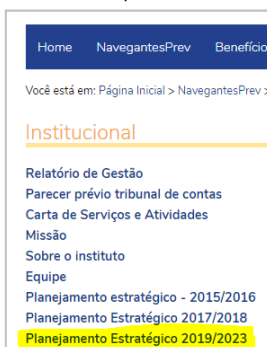 Home NavegantesPrev Benefício
Você está em: Página Inicial > NavegantesPrev >
Institucional
Relatório de Gestão
Parecer prévio tribunal de contas
Carta de Serviços e Atividades
Missão
Sobre o instituto
Equipe
Planejamento estratégico - 2015/2016
Planejamento Estratégico 2017/2018
Planejamento Estratégico 2019/2023